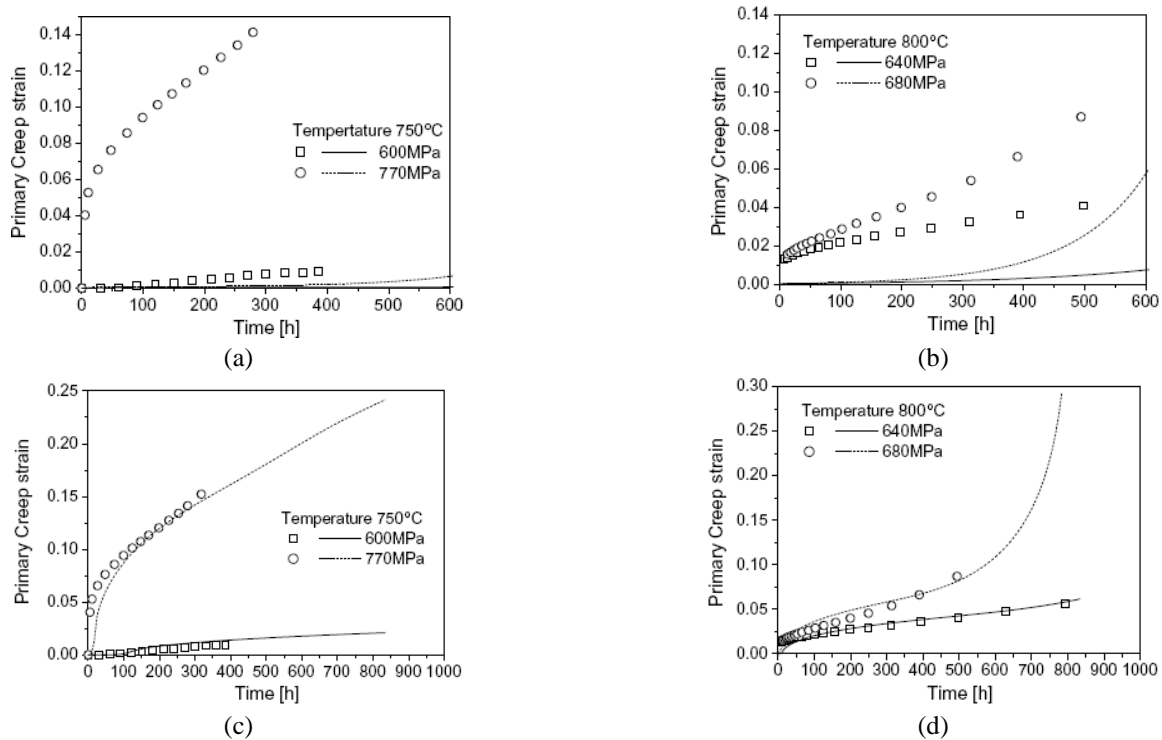 0.14
0.12
0.10
0.08
0.06
0.04
0.02
0.00
Primary Creep strain
Tempertature 750°C
600MPa
770MPa
0 100 200 300 400 500 600
Time [h]
(a)
0.14
0.12
0.10
0.08
0.06
0.04
0.02
0.00
Primary Creep strain
Temperature 800°C
640MPa
680MPa
100 200 300 400 500 600
Time [h]
(b)
0.25
0.20
0.15
0.10
0.05
0.00
Primary Creep strain
Temperature 750°C
600MPa
770MPa
0 100 200 300 400 500 600 700 800 900 1000
Time [h]
(c)
0.30
0.25
0.20
0.15
0.10
0.05
0.00
Primary Creep strain
Temperature 800°C
640MPa
680MPa
0 100 200 300 400 500 600 700 800 900 1000
Time [h]
(d)